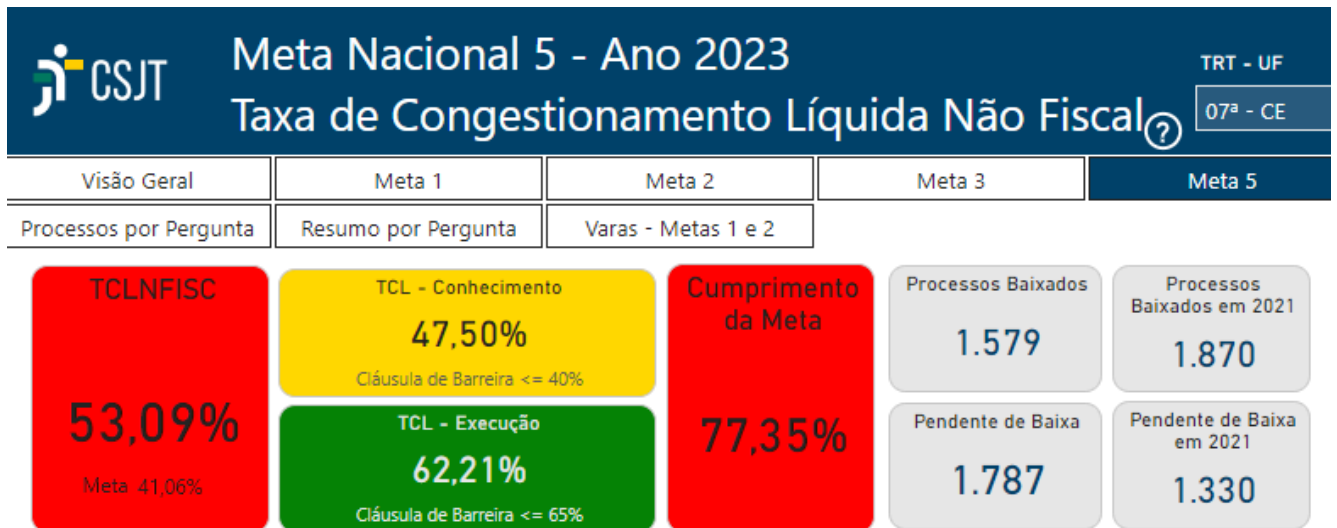 CSJT
Meta Nacional 5 - Ano 2023
Taxa de Congestionamento Líquida Não Fiscal
?
TRT - UF
07ª - CE
Visão Geral
Meta 1
Meta 2
Meta 3
Meta 5
Processos por Pergunta
Resumo por Pergunta
Varas - Metas 1 e 2
TCLNFISC
53,09%
Meta 41,06%
TCL - Conhecimento
47,50%
Cláusula de Barreira <= 40%
TCL - Execução
62,21%
Cláusula de Barreira <= 65%
Cumprimento
da Meta
77,35%
Processos Baixados
1.579
Processos
Baixados em 2021
1.870
Pendente de Baixa
1.787
Pendente de Baixa
em 2021
1.330